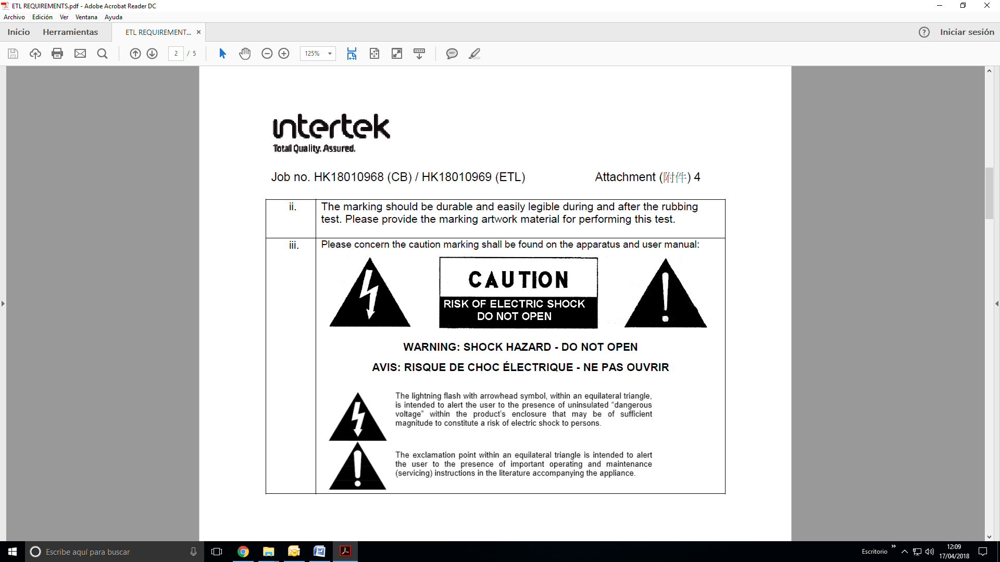 ETL REQUIREMENTS.pdf - Adobe Acrobat Reader DC
Archivo Edición Ver Ventana Ayuda
Inicio Herramientas ETL REQUIREMENT... × ? Iniciar sesión
2 / 5 125%
intertek
Total Quality. Assured.
Job no. HK18010968 (CB) / HK18010969 (ETL) Attachment (附件) 4
ii. The marking should be durable and easily legible during and after the rubbing
test. Please provide the marking artwork material for performing this test.
iii. Please concern the caution marking shall be found on the apparatus and user manual:
CAUTION
RISK OF ELECTRIC SHOCK
DO NOT OPEN
WARNING: SHOCK HAZARD - DO NOT OPEN
AVIS: RISQUE DE CHOC ÉLECTRIQUE - NE PAS OUVRIR
The lightning flash with arrowhead symbol, within an equilateral triangle,
is intended to alert the user to the presence of uninsulated “dangerous
voltage” within the product’s enclosure that may be of sufficient
magnitude to constitute a risk of electric shock to persons.
The exclamation point within an equilateral triangle is intended to alert
the user to the presence of important operating and maintenance
(servicing) instructions in the literature accompanying the appliance.
Escribe aquí para buscar
Escritorio » 12:09
17/04/2018